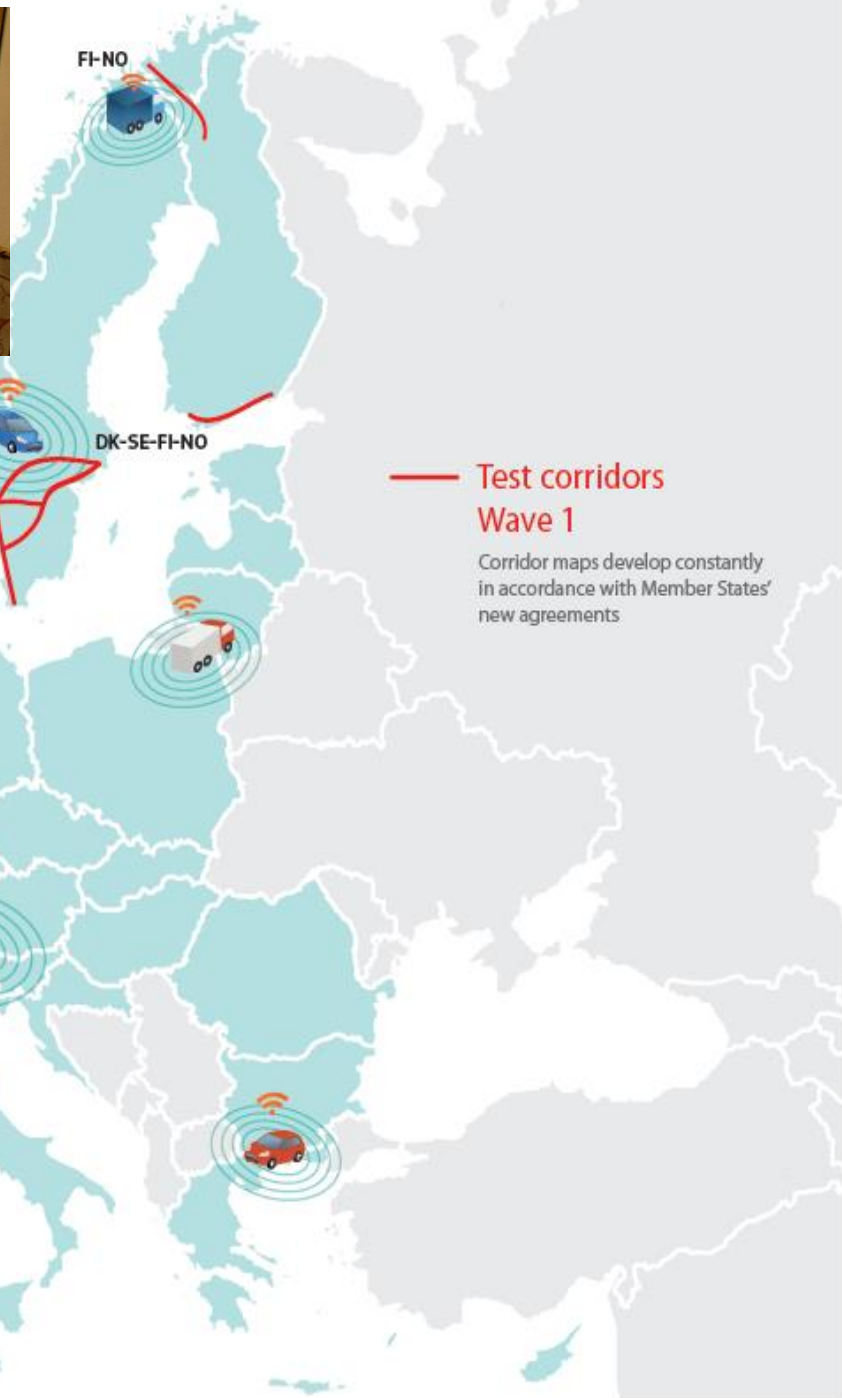 FI-NO
DK-SE-FI-NO
Test corridors
Wave 1
Corridor maps develop constantly
in accordance with Member States'
new agreements